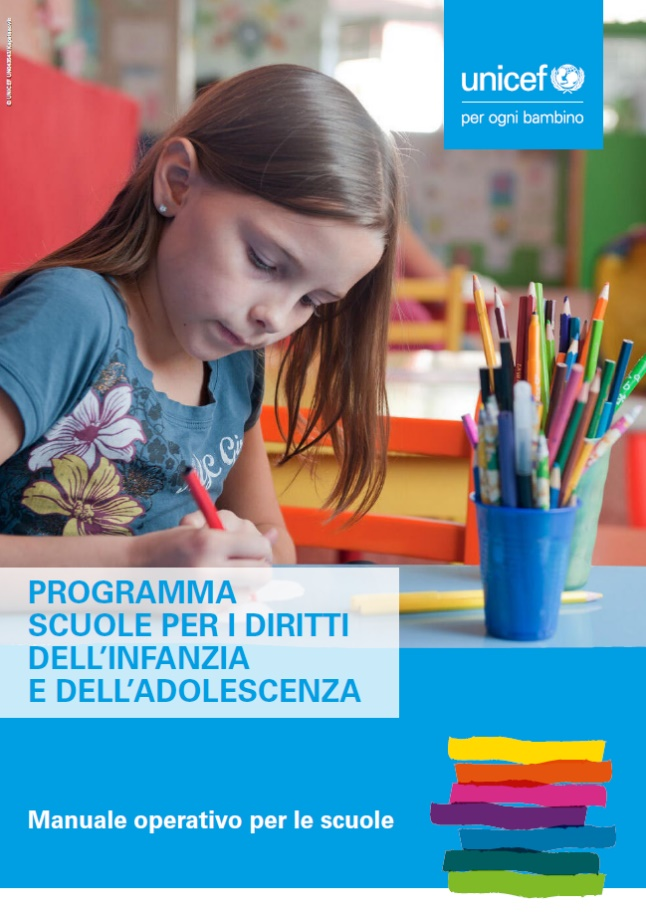 unicef
per ogni bambino
PROGRAMMA
SCUOLE PER I DIRITTI
DELL'INFANZIA
E DELL'ADOLESCENZA
Manuale operativo per le scuole